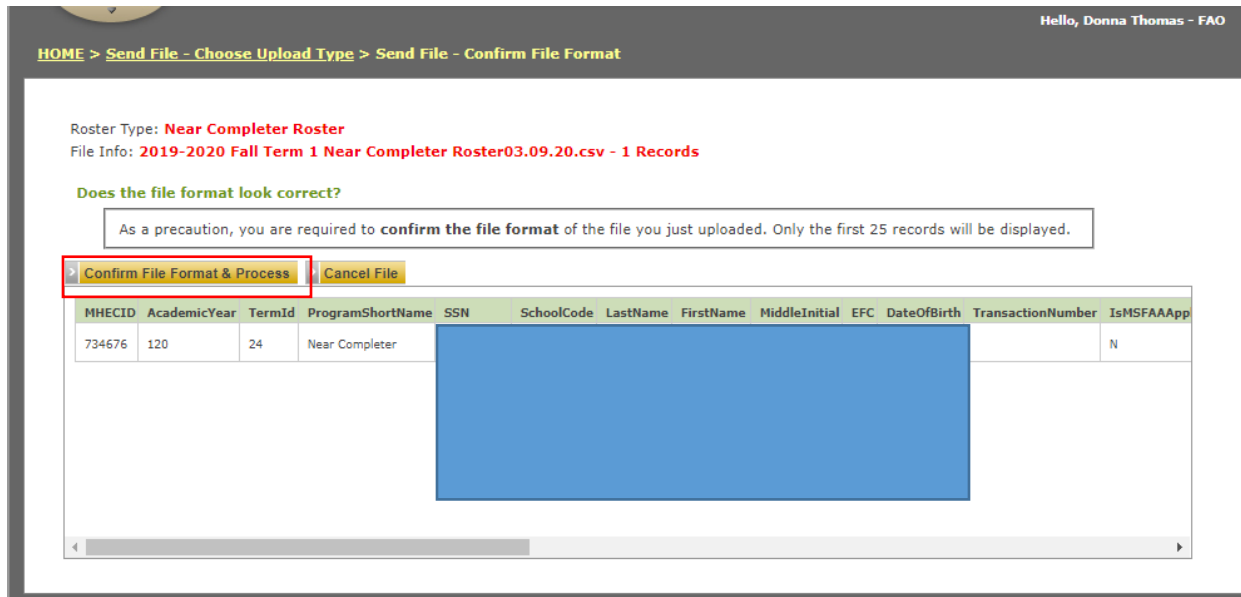 Hello, Donna Thomas - FAO
HOME > Send File - Choose Upload Type > Send File - Confirm File Format
Roster Type: Near Completer Roster
File Info: 2019-2020 Fall Term 1 Near Completer Roster03.09.20.csv - 1 Records
Does the file format look correct?
As a precaution, you are required to confirm the file format of the file you just uploaded. Only the first 25 records will be displayed.
Confirm File Format & Process Cancel File
MHECID AcademicYear TermId ProgramShortName SSN SchoolCode LastName FirstName MiddleInitial EFC DateOfBirth TransactionNumber IsMSFAAAppl
734676 120 24 Near Completer N